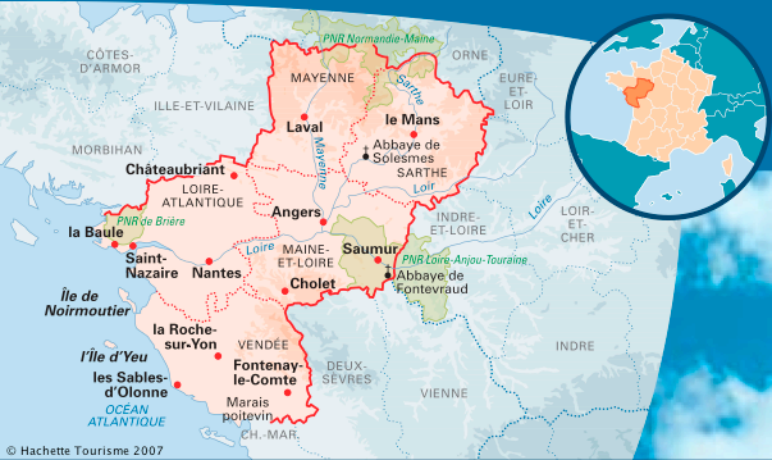 PNR Normandie-Maine
CÔTES-
D'ARMOR
ORNE
MAYENNE
EURE-
ET-
LOIR
Sarthe
ILLE-ET-VILAINE
Laval
le Mans
Mayenne
Abbaye de
Solesmes
MORBIHAN
SARTHE
Châteaubriant
Loir
LOIRE-
ATLANTIQUE
Angers
Loire
LOIR-
ET-
CHER
PNR de Brière
INDRE-
ET-LOIRE
la Baule
Loire
MAINE-
ET-LOIRE
Saumur
PNR Loire-Anjou-Touraine
Saint-
Nazaire
Nantes
Abbaye de
Fontevraud
Cholet
Île de
Noirmoutier
la Roche-
sur-Yon
VENDÉE
l'Île d'Yeu
INDRE
Fontenay-
le-Comte
DEUX-
SÈVRES
les Sables-
d'Olonne
VIENNE
OCÉAN
ATLANTIQUE
Marais
poitevin
CH.-MAR.
© Hachette Tourisme 2007